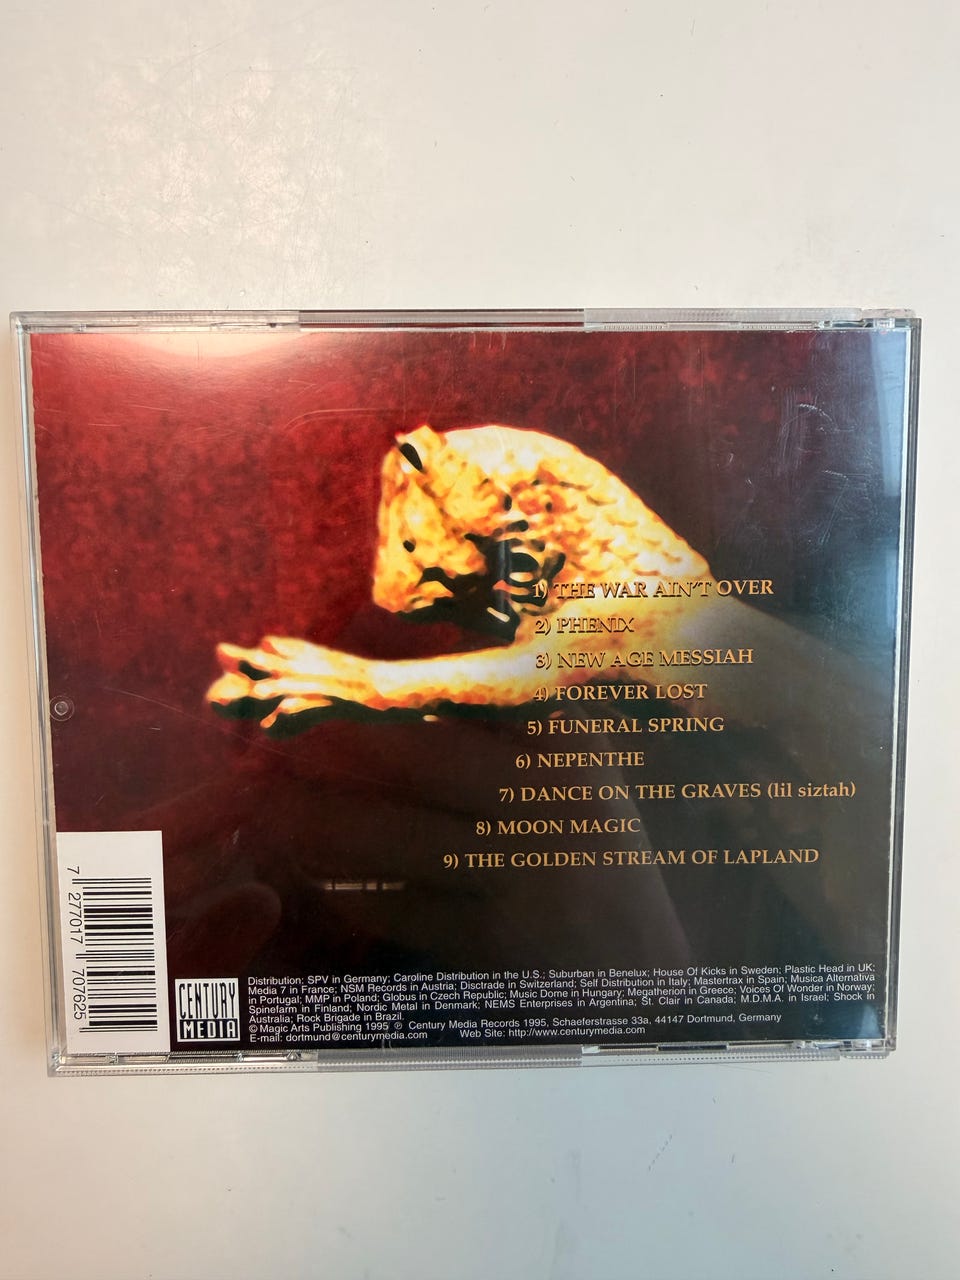 1) THE WAR AIN'T OVER
2) PHENIX
3) NEW AGE MESSIAH
4) FOREVER LOST
5) FUNERAL SPRING
6) NEPENTHE
7) DANCE ON THE GRAVES (lil siztah)
8) MOON MAGIC
9) THE GOLDEN STREAM OF LAPLAND
7 277017 707625
CENTURY
MEDIA
Distribution: SPV in Germany; Caroline Distribution in the U.S.; Suburban in Benelux; House Of Kicks in Sweden; Plastic Head in UK;
Media 7 in France; NSM Records in Austria; Disctrade in Switzerland; Self Distribution in Italy; Mastertrax in Spain; Musica Alternativa
in Portugal; MMP in Poland; Globus in Czech Republic; Music Dome in Hungary; Megatherion in Greece; Voices Of Wonder in Norway;
Spinefarm in Finland, Nordic Metal in Denmark; NEMS Enterprises in Argentina; St. Clair in Canada; M.D.M.A. in Israel; Shock in
Australia; Rock Brigade in Brazil.
© Magic Arts Publishing 1995 ℗ Century Media Records 1995, Schaeferstrasse 33a, 44147 Dortmund, Germany
E-mail: dortmund@centurymedia.com Web Site: http://www.centurymedia.com